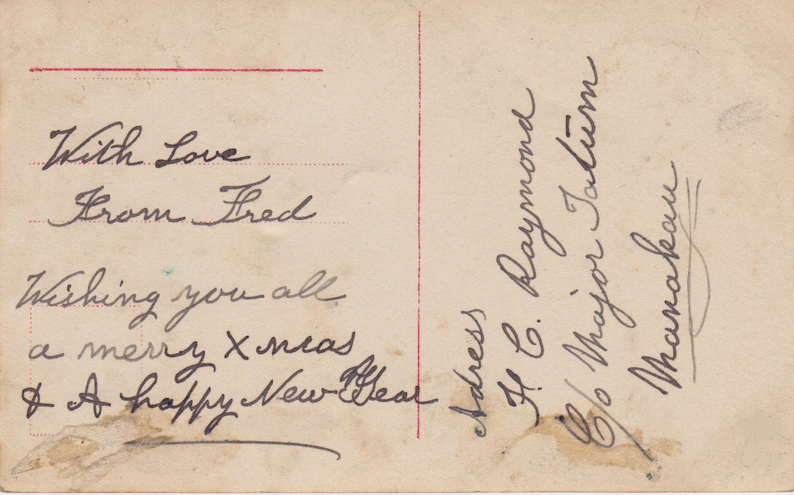 With Love
From Fred
Wishing you all
a merry Xmas
& A happy New Year
Adress
F. C. Raymond
C/o Major Tatum
Manakau